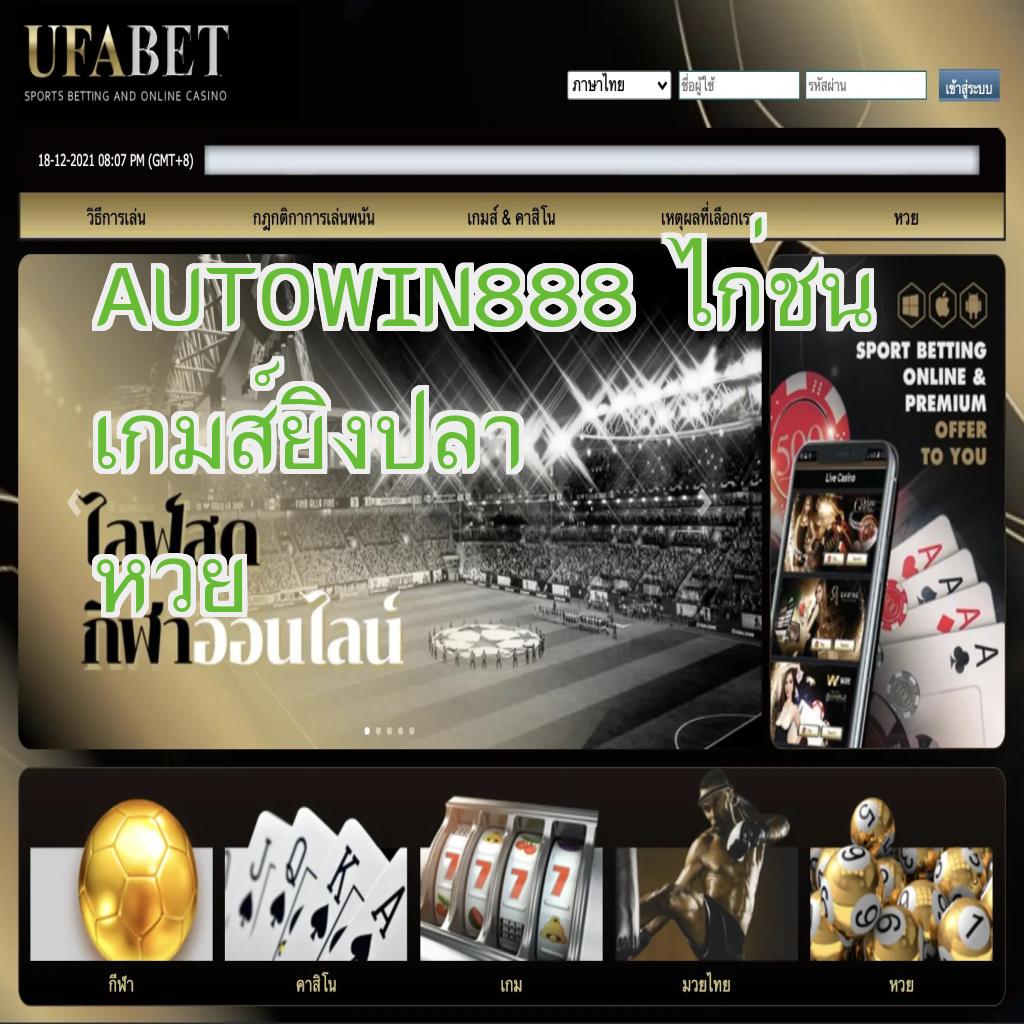 UFABET
SPORTS BETTING AND ONLINE CASINO
ภาษาไทย ชื่อผู้ใช้ รหัสผ่าน เข้าสู่ระบบ
18-12-2021 08:07 PM (GMT+8)
วิธีการเล่น กฎกติกาการเล่นพนัน เกมส์ & คาสิโน เหตุผลที่เลือกเรา หวย
AUTOWIN888 ไก่ชน
เกมส์ยิงปลา
หวย
ไลฟ์สด
กีฬาออนไลน์
SPORT BETTING
ONLINE &
PREMIUM
OFFER
TO YOU
Live Casino
กีฬา คาสิโน เกม มวยไทย หวย